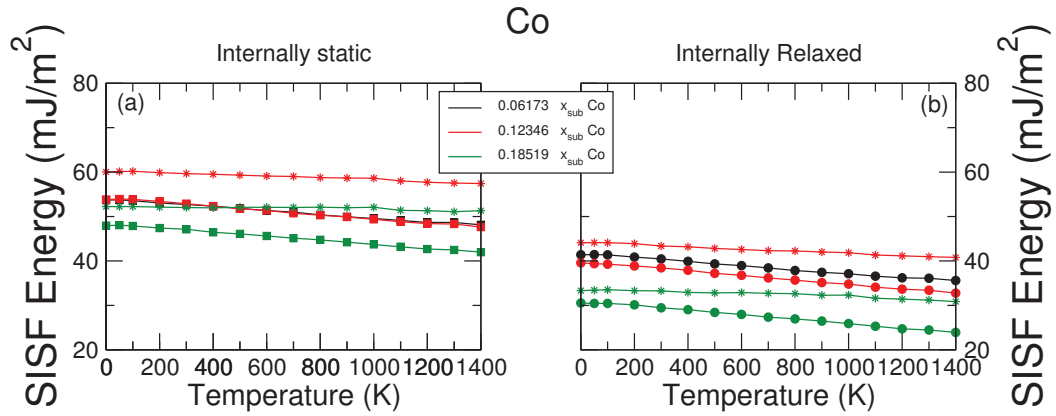 Co
Internally static
Internally Relaxed
SISF Energy (mJ/m²)
80
60
40
20
(a)
0.06173 x_sub Co
0.12346 x_sub Co
0.18519 x_sub Co
(b)
80
60
40
20
SISF Energy (mJ/m²)
0 200 400 600 800 1000 1200 1400
0 200 400 600 800 1000 1200 1400
Temperature (K)
Temperature (K)